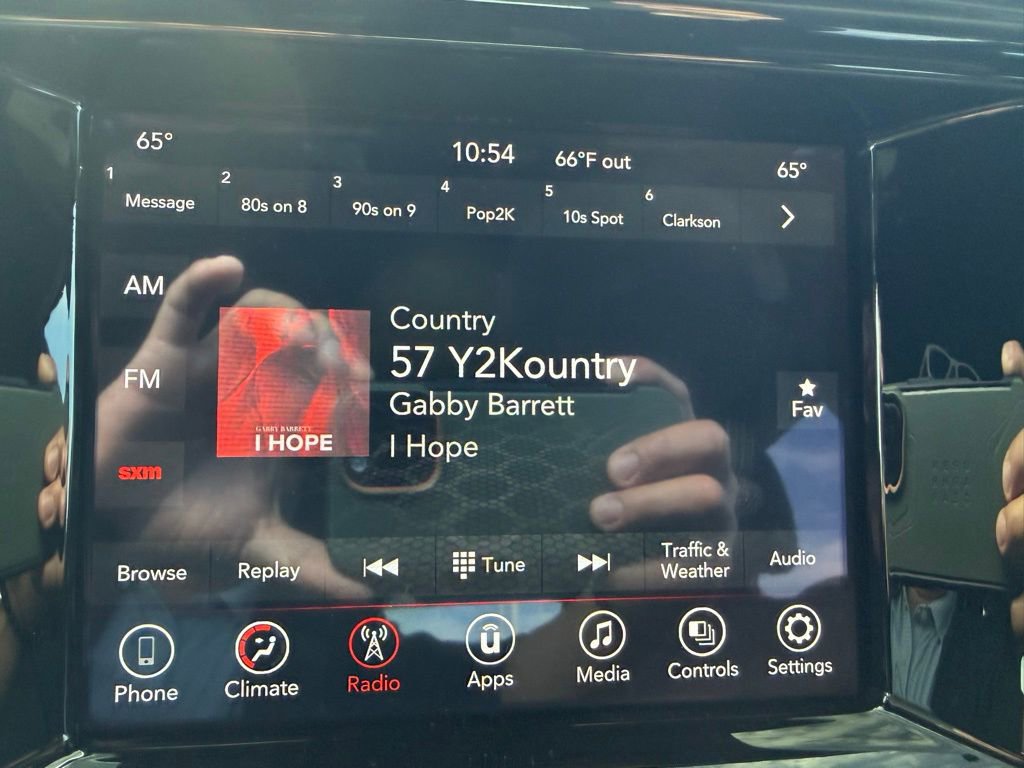 65°
10:54
66°F out
65°
1 Message
2 80s on 8
3 90s on 9
4 Pop2K
5 10s Spot
6 Clarkson
AM
FM
sxm
GABBY BARRETT
I HOPE
Country
57 Y2Kountry
Gabby Barrett
I Hope
Fav
Browse
Replay
Tune
Traffic &
Weather
Audio
Phone
Climate
Radio
Apps
Media
Controls
Settings